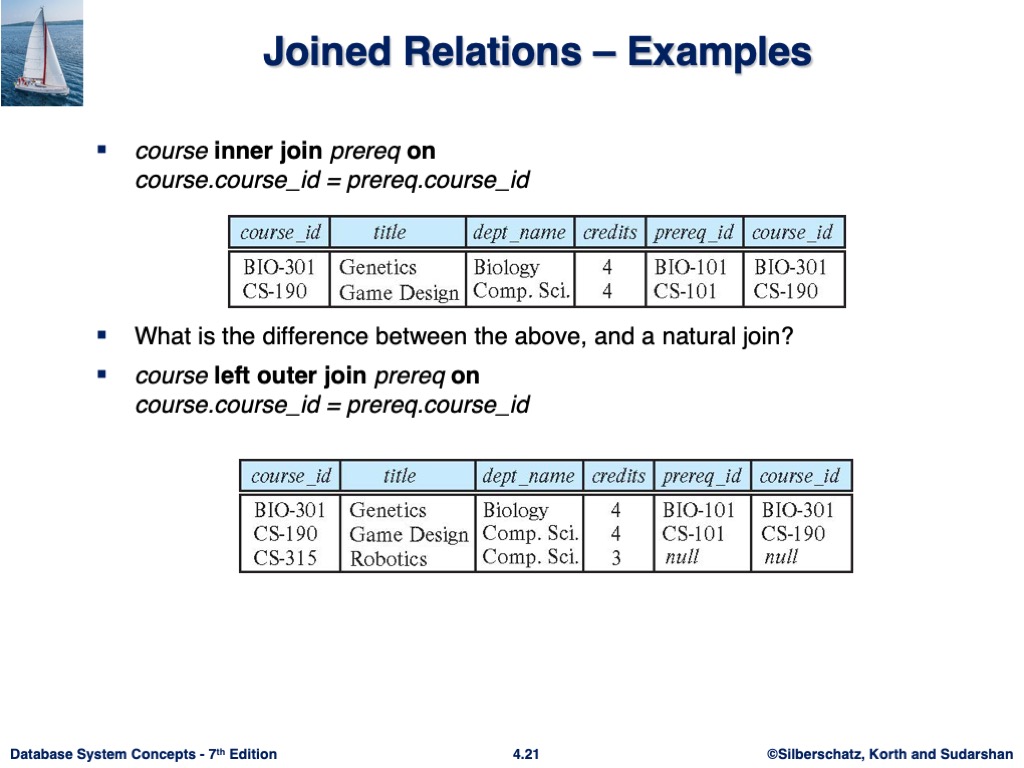 Joined Relations – Examples
▪ course inner join prereq on
course.course_id = prereq.course_id
course_id title dept_name credits prereq_id course_id
BIO-301 Genetics Biology 4 BIO-101 BIO-301
CS-190 Game Design Comp. Sci. 4 CS-101 CS-190
▪ What is the difference between the above, and a natural join?
▪ course left outer join prereq on
course.course_id = prereq.course_id
course_id title dept_name credits prereq_id course_id
BIO-301 Genetics Biology 4 BIO-101 BIO-301
CS-190 Game Design Comp. Sci. 4 CS-101 CS-190
CS-315 Robotics Comp. Sci. 3 null null
Database System Concepts - 7th Edition 4.21 ©Silberschatz, Korth and Sudarshan